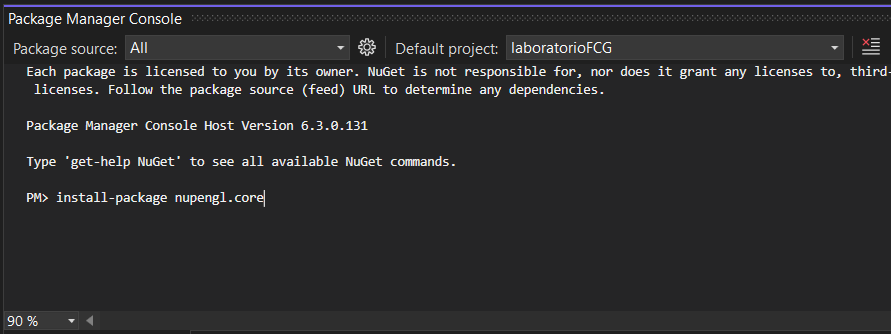 Package Manager Console
Package source: All Default project: laboratorioFCG
Each package is licensed to you by its owner. NuGet is not responsible for, nor does it grant any licenses to, third-
licenses. Follow the package source (feed) URL to determine any dependencies.
Package Manager Console Host Version 6.3.0.131
Type 'get-help NuGet' to see all available NuGet commands.
PM> install-package nupengl.core
90 %